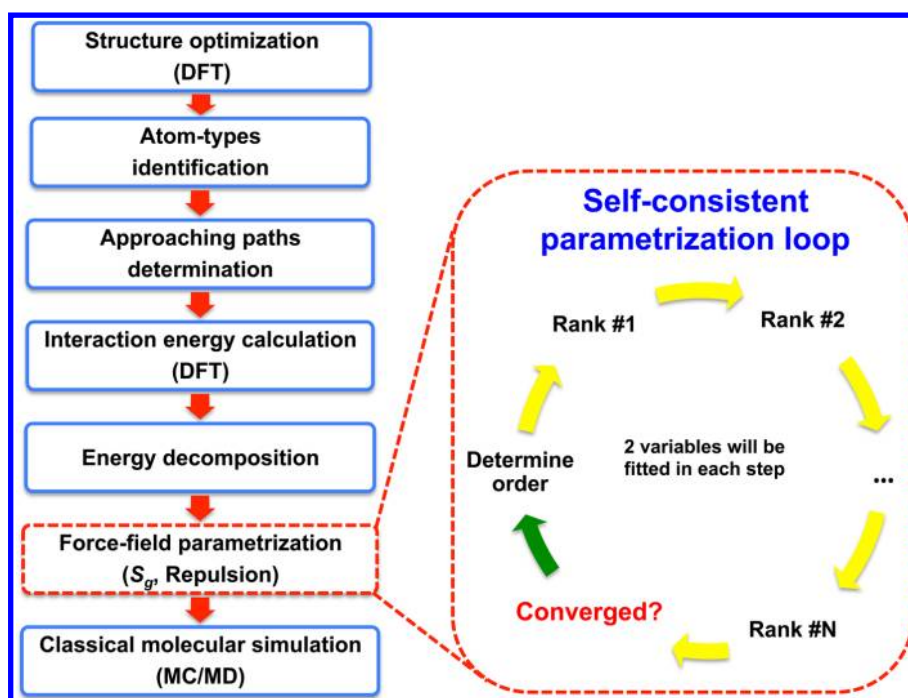 Structure optimization
(DFT)
Atom-types
identification
Approaching paths
determination
Interaction energy calculation
(DFT)
Energy decomposition
Force-field parametrization
(Sg, Repulsion)
Classical molecular simulation
(MC/MD)
Self-consistent
parametrization loop
Rank #1
Rank #2
...
Rank #N
Converged?
Determine
order
2 variables will be
fitted in each step